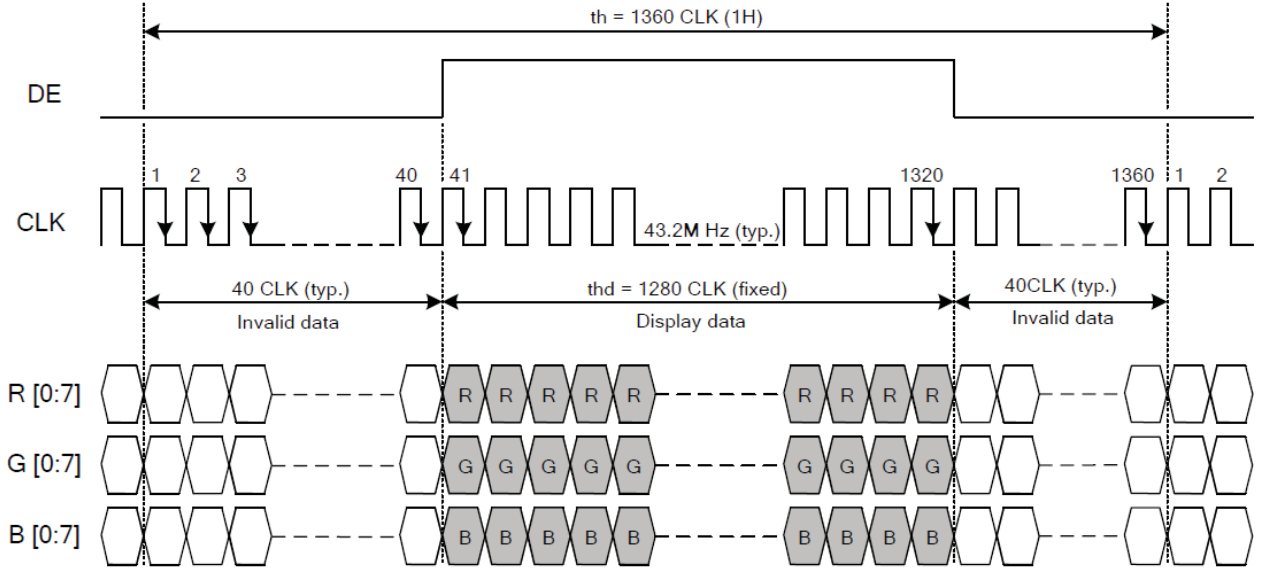 th = 1360 CLK (1H)
DE
1 2 3 40 41 1320 1360 1 2
CLK
43.2M Hz (typ.)
40 CLK (typ.) thd = 1280 CLK (fixed) 40CLK (typ.)
Invalid data Display data Invalid data
R [0:7] R R R R R R R R R
G [0:7] G G G G G G G G G
B [0:7] B B B B B B B B B